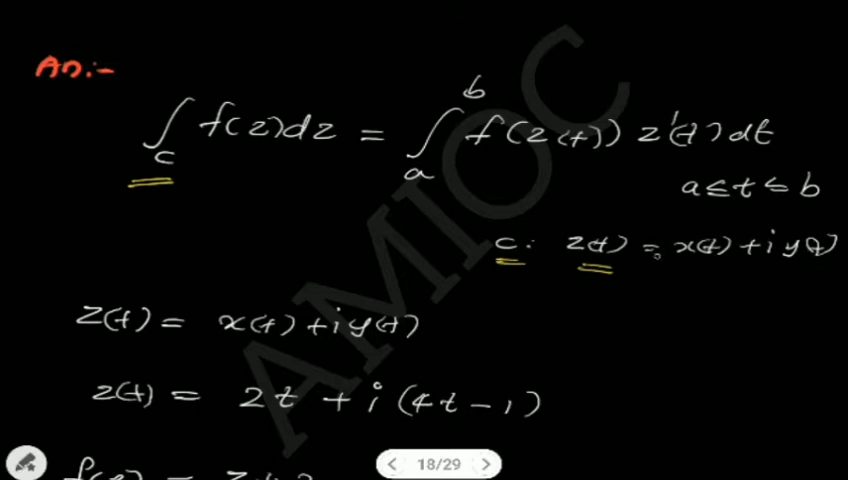 An:-
∫_c f(z)dz = ∫_a^b f(z(t)) z'(t) dt
a ≤ t ≤ b
c: z(t) = x(t) + i y(t)
z(t) = x(t) + i y(t)
z(t) = 2t + i(4t - 1)
f(z) =
AMIOC
18/29